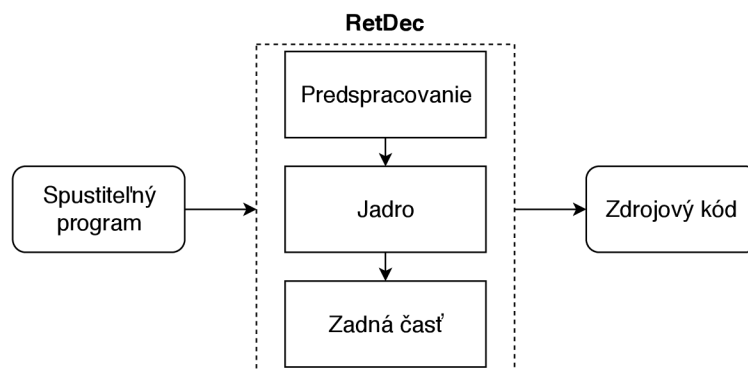 RetDec
Predspracovanie
Spustiteľný
program
Jadro
Zdrojový kód
Zadná časť